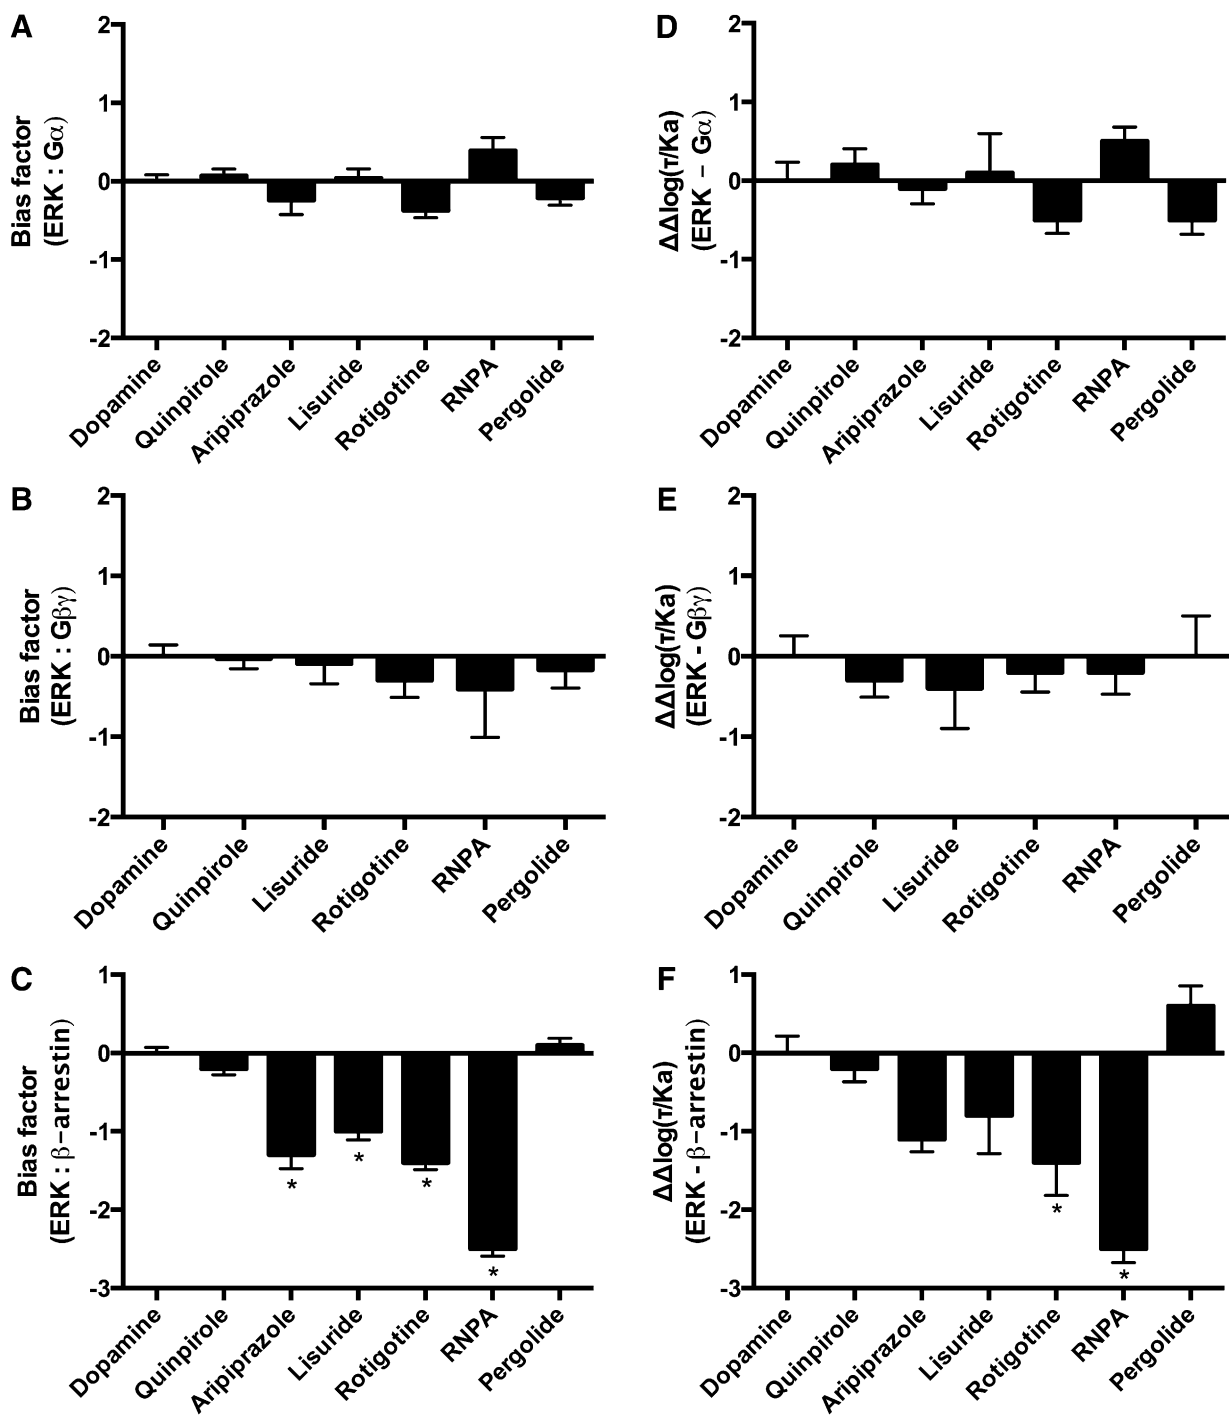 A
Bias factor
(ERK : Gα)
2
1
0
-1
-2
Dopamine
Quinpirole
Aripiprazole
Lisuride
Rotigotine
RNPA
Pergolide
D
ΔΔlog(τ/Ka)
(ERK – Gα)
2
1
0
-1
-2
Dopamine
Quinpirole
Aripiprazole
Lisuride
Rotigotine
RNPA
Pergolide
B
Bias factor
(ERK : Gβγ)
2
1
0
-1
-2
Dopamine
Quinpirole
Lisuride
Rotigotine
RNPA
Pergolide
E
ΔΔlog(τ/Ka)
(ERK - Gβγ)
2
1
0
-1
-2
Dopamine
Quinpirole
Lisuride
Rotigotine
RNPA
Pergolide
C
Bias factor
(ERK : β−arrestin)
1
0
-1
-2
-3
*
*
*
*
Dopamine
Quinpirole
Aripiprazole
Lisuride
Rotigotine
RNPA
Pergolide
F
ΔΔlog(τ/Ka)
(ERK - β−arrestin)
1
0
-1
-2
-3
*
*
Dopamine
Quinpirole
Aripiprazole
Lisuride
Rotigotine
RNPA
Pergolide